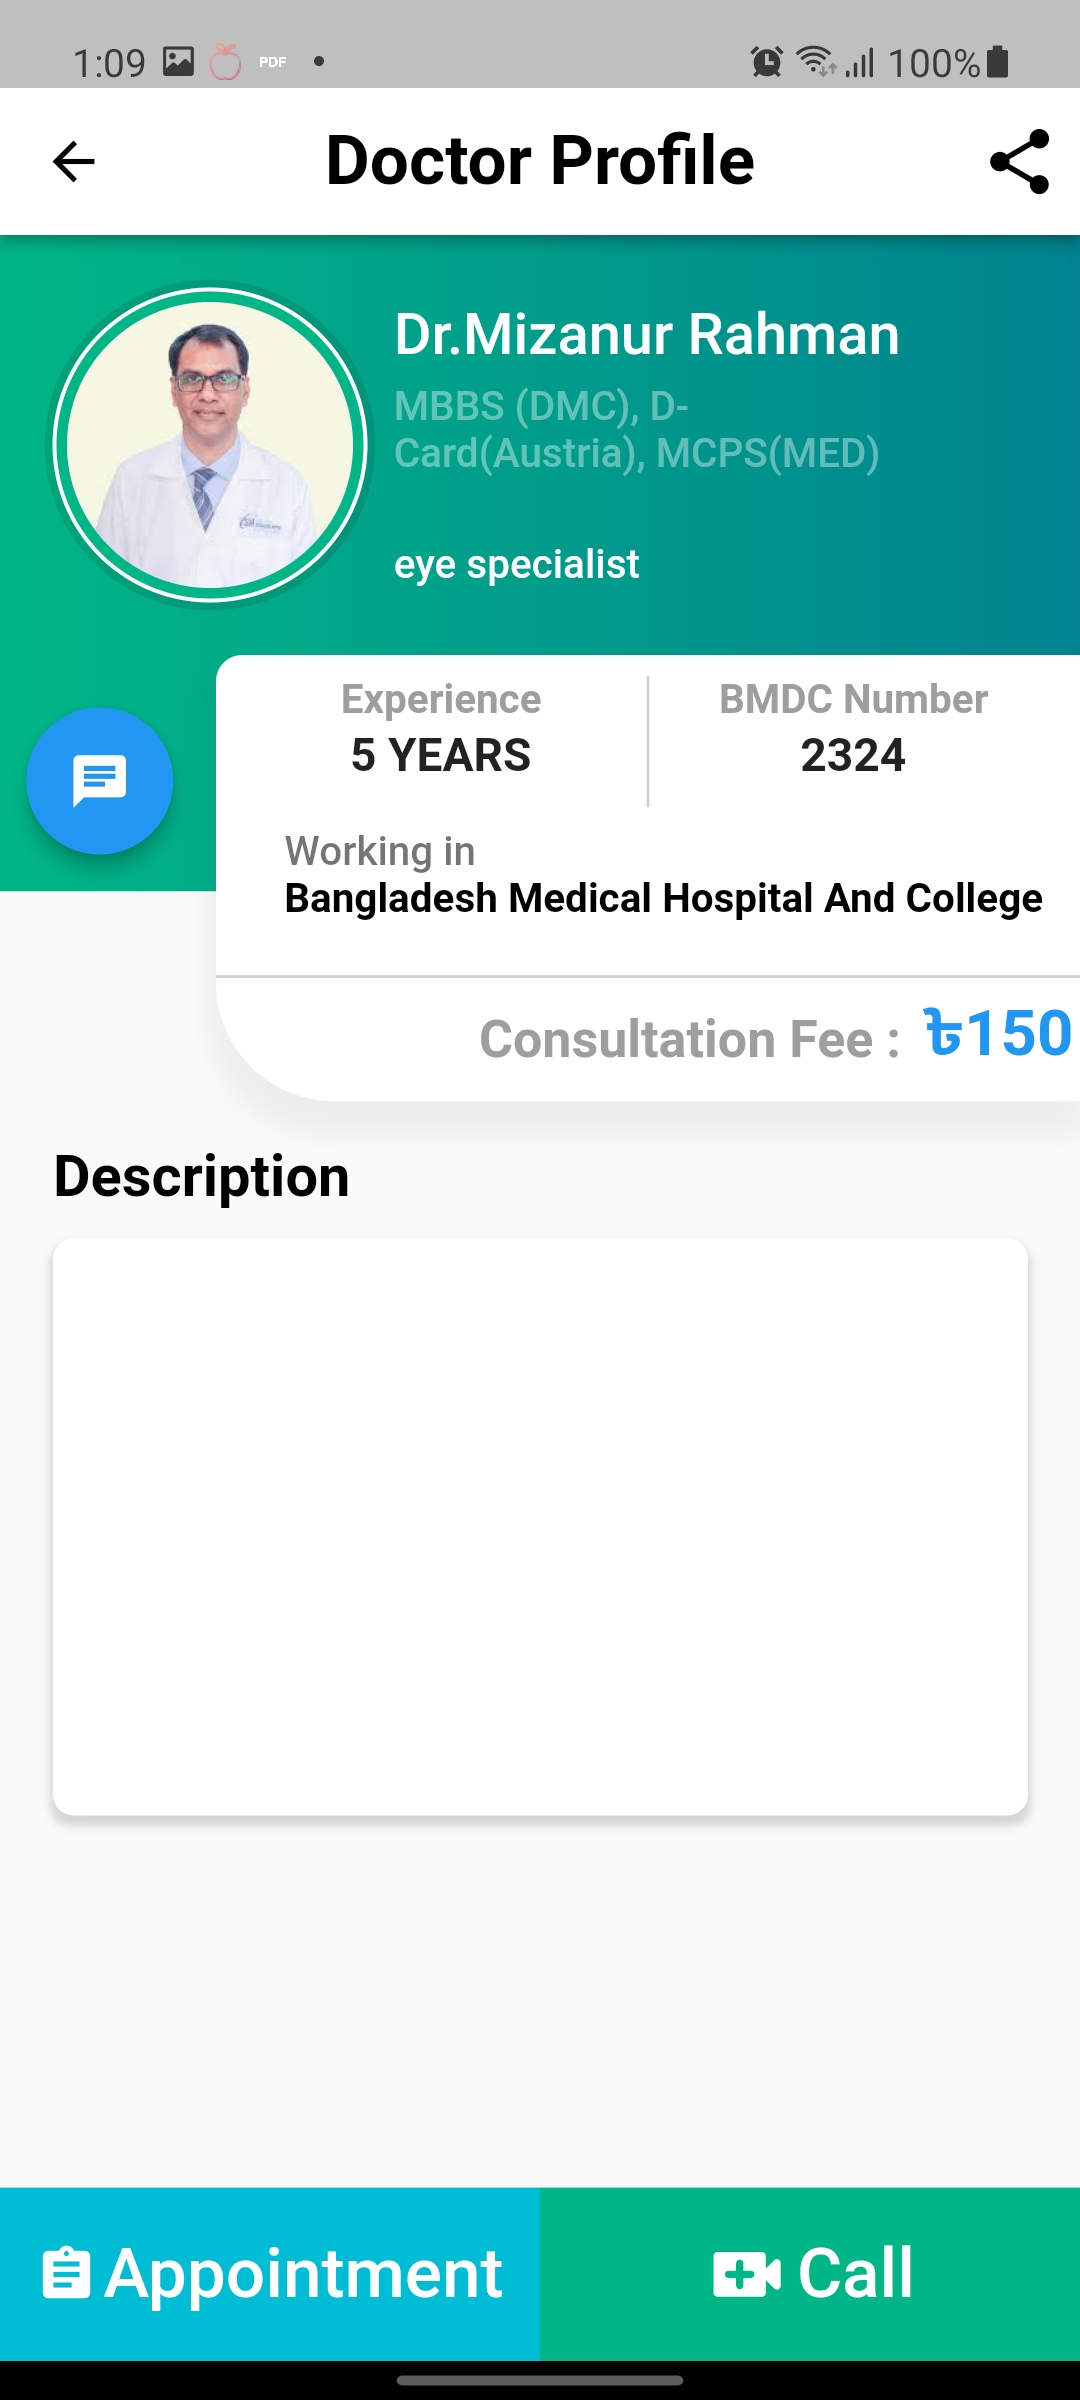 1:09 PDF 100%
Doctor Profile
Dr.Mizanur Rahman
MBBS (DMC), D-
Card(Austria), MCPS(MED)
eye specialist
Experience
5 YEARS
BMDC Number
2324
Working in
Bangladesh Medical Hospital And College
Consultation Fee : ৳150
Description
Appointment
Call